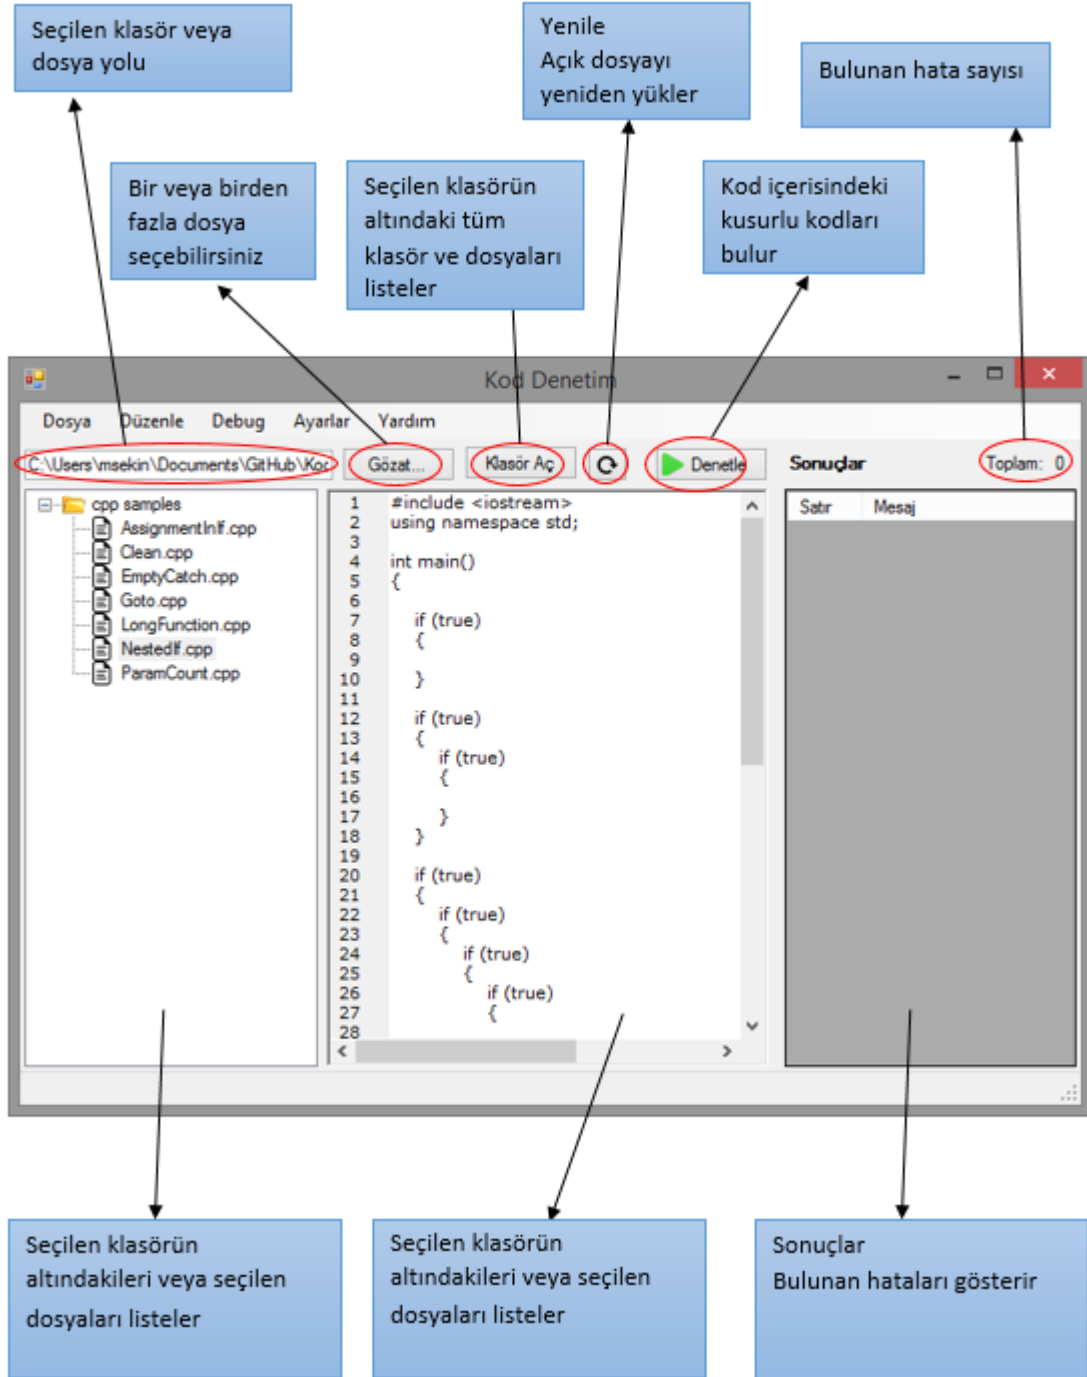 Seçilen klasör veya
dosya yolu
Yenile
Açık dosyayı
yeniden yükler
Bulunan hata sayısı
Bir veya birden
fazla dosya
seçebilirsiniz
Seçilen klasörün
altındaki tüm
klasör ve dosyaları
listeler
Kod içerisindeki
kusurlu kodları
bulur
Kod Denetim
Dosya Düzenle Debug Ayarlar Yardım
C:\Users\msekin\Documents\GitHub\Kor Gözat... Klasör Aç Denetle Sonuçlar Toplam: 0
cpp samples
AssignmentInIf.cpp
Clean.cpp
EmptyCatch.cpp
Goto.cpp
LongFunction.cpp
NestedIf.cpp
ParamCount.cpp
1 #include <iostream>
2 using namespace std;
3
4 int main()
5 {
6
7 if (true)
8 {
9
10 }
11
12 if (true)
13 {
14 if (true)
15 {
16
17 }
18 }
19
20 if (true)
21 {
22 if (true)
23 {
24 if (true)
25 {
26 if (true)
27 {
28
Satır Mesaj
Seçilen klasörün
altındakileri veya seçilen
dosyaları listeler
Seçilen klasörün
altındakileri veya seçilen
dosyaları listeler
Sonuçlar
Bulunan hataları gösterir